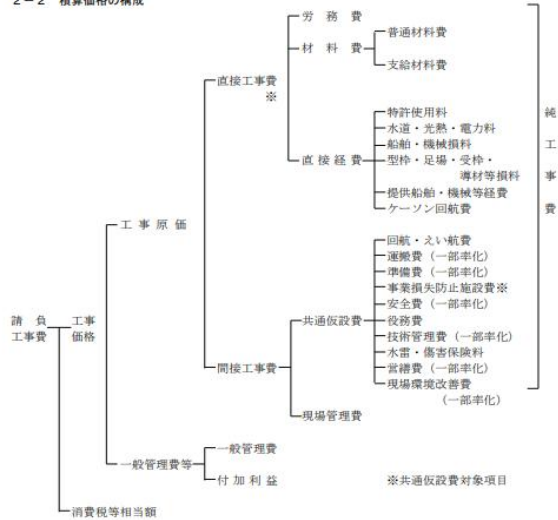 ２－２　積算価格の構成
労務費
材料費
普通材料費
支給材料費
直接工事費
※
直接経費
特許使用料
水道・光熱・電力料
船舶・機械損料
型枠・足場・受枠・
導材等損料
提供船舶・機械等経費
ケーソン回航費
純工事費
工事原価
回航・えい航費
運搬費（一部率化）
準備費（一部率化）
事業損失防止施設費※
安全費（一部率化）
役務費
技術管理費（一部率化）
水雷・傷害保険料
営繕費（一部率化）
現場環境改善費
（一部率化）
共通仮設費
間接工事費
現場管理費
請負
工事費
工事
価格
一般管理費等
一般管理費
付加利益
※共通仮設費対象項目
消費税等相当額